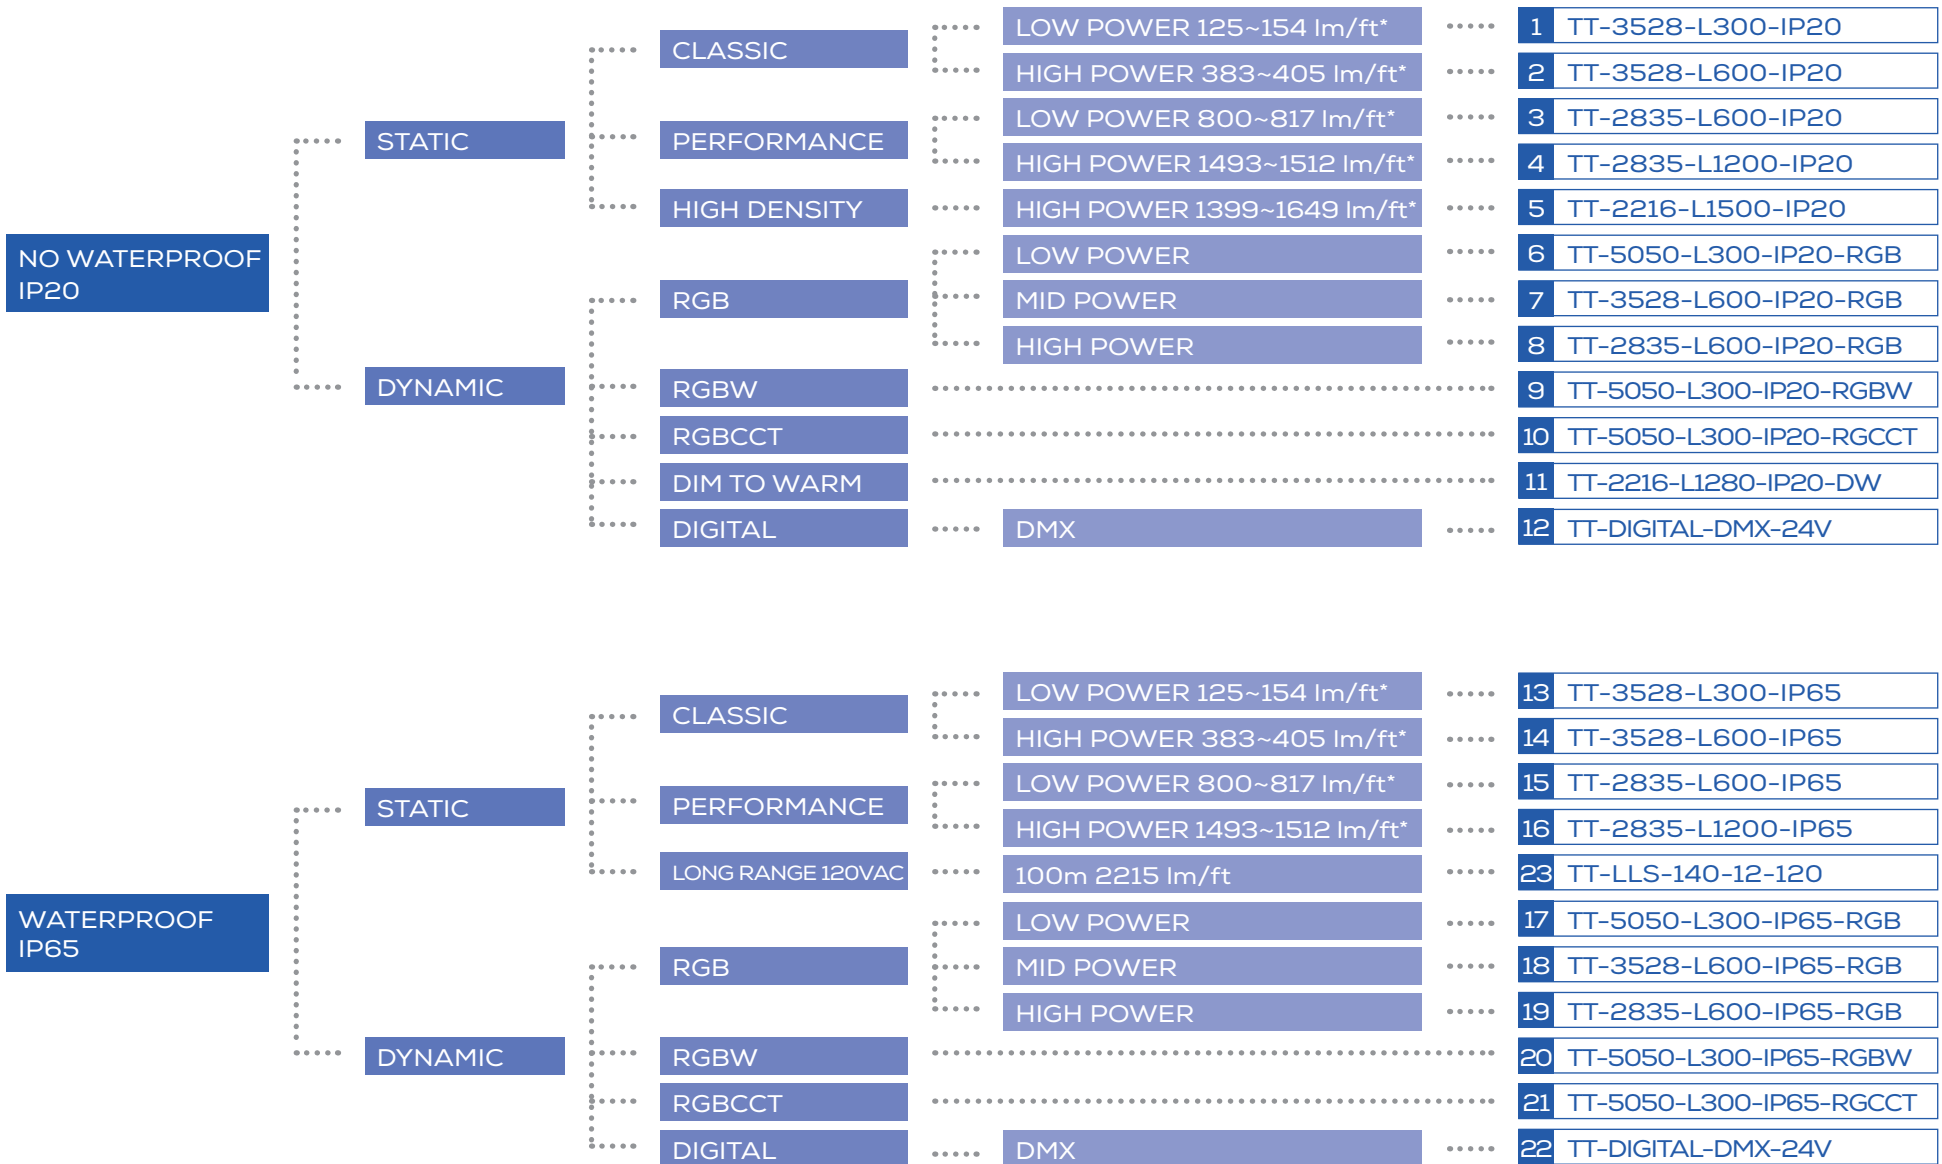 NO WATERPROOF
IP20
STATIC
CLASSIC
LOW POWER 125~154 lm/ft*
1 TT-3528-L300-IP20
HIGH POWER 383~405 lm/ft*
2 TT-3528-L600-IP20
PERFORMANCE
LOW POWER 800~817 lm/ft*
3 TT-2835-L600-IP20
HIGH POWER 1493~1512 lm/ft*
4 TT-2835-L1200-IP20
HIGH DENSITY
HIGH POWER 1399~1649 lm/ft*
5 TT-2216-L1500-IP20
DYNAMIC
RGB
LOW POWER
6 TT-5050-L300-IP20-RGB
MID POWER
7 TT-3528-L600-IP20-RGB
HIGH POWER
8 TT-2835-L600-IP20-RGB
RGBW
9 TT-5050-L300-IP20-RGBW
RGBCCT
10 TT-5050-L300-IP20-RGCCT
DIM TO WARM
11 TT-2216-L1280-IP20-DW
DIGITAL
DMX
12 TT-DIGITAL-DMX-24V
WATERPROOF
IP65
STATIC
CLASSIC
LOW POWER 125~154 lm/ft*
13 TT-3528-L300-IP65
HIGH POWER 383~405 lm/ft*
14 TT-3528-L600-IP65
PERFORMANCE
LOW POWER 800~817 lm/ft*
15 TT-2835-L600-IP65
HIGH POWER 1493~1512 lm/ft*
16 TT-2835-L1200-IP65
LONG RANGE 120VAC
100m 2215 lm/ft
23 TT-LLS-140-12-120
DYNAMIC
RGB
LOW POWER
17 TT-5050-L300-IP65-RGB
MID POWER
18 TT-3528-L600-IP65-RGB
HIGH POWER
19 TT-2835-L600-IP65-RGB
RGBW
20 TT-5050-L300-IP65-RGBW
RGBCCT
21 TT-5050-L300-IP65-RGCCT
DIGITAL
DMX
22 TT-DIGITAL-DMX-24V